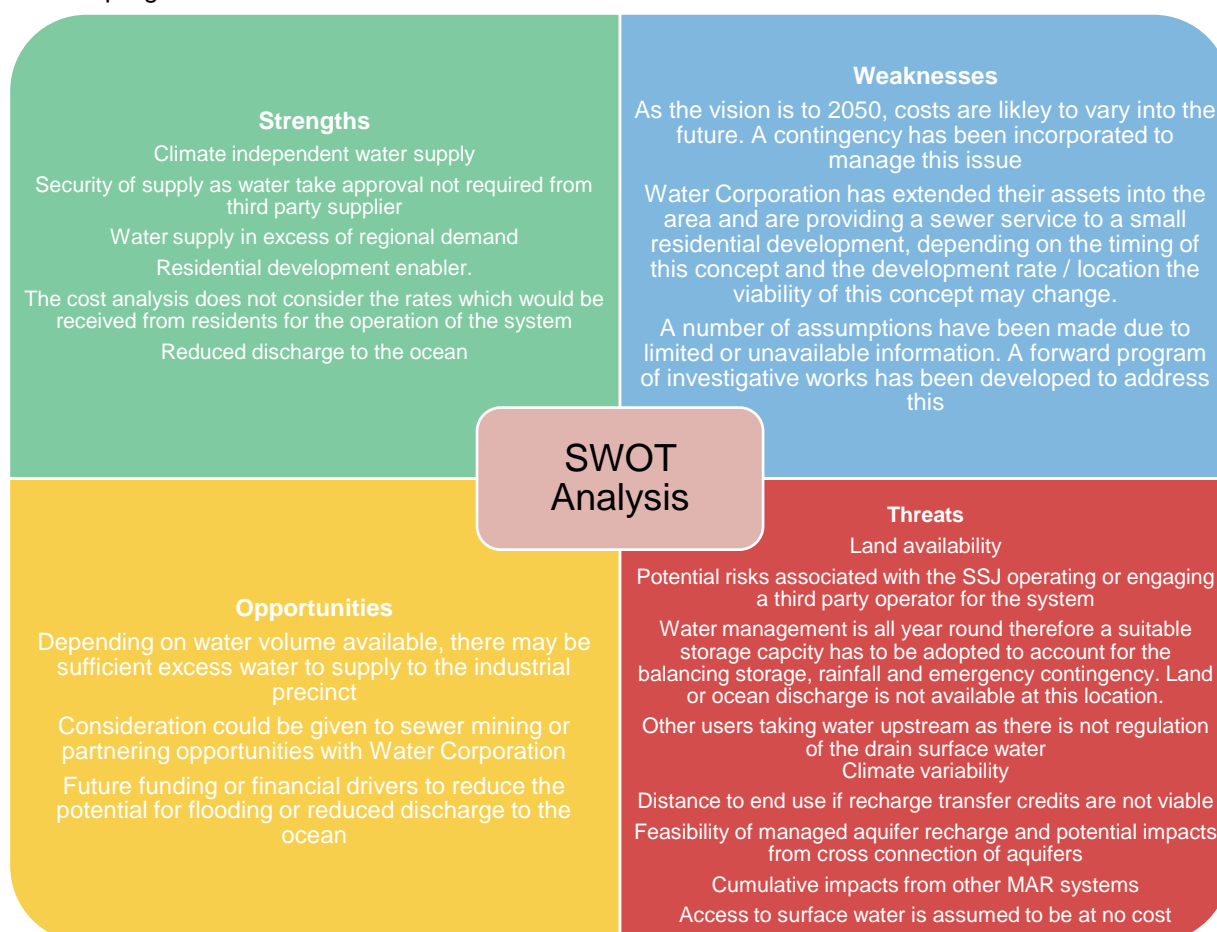 Strengths
Climate independent water supply
Security of supply as water take approval not required from
third party supplier
Water supply in excess of regional demand
Residential development enabler.
The cost analysis does not consider the rates which would be
received from residents for the operation of the system
Reduced discharge to the ocean
Weaknesses
As the vision is to 2050, costs are likley to vary into the
future. A contingency has been incorporated to
manage this issue
Water Corporation has extended their assets into the
area and are providing a sewer service to a small
residential development, depending on the timing of
this concept and the development rate / location the
viability of this concept may change.
A number of assumptions have been made due to
limited or unavailable information. A forward program
of investigative works has been developed to address
this
SWOT
Analysis
Opportunities
Depending on water volume available, there may be
sufficient excess water to supply to the industrial
precinct
Consideration could be given to sewer mining or
partnering opportunities with Water Corporation
Future funding or financial drivers to reduce the
potential for flooding or reduced discharge to the
ocean
Threats
Land availability
Potential risks associated with the SSJ operating or engaging
a third party operator for the system
Water management is all year round therefore a suitable
storage capcity has to be adopted to account for the
balancing storage, rainfall and emergency contingency. Land
or ocean discharge is not available at this location.
Other users taking water upstream as there is not regulation
of the drain surface water
Climate variability
Distance to end use if recharge transfer credits are not viable
Feasibility of managed aquifer recharge and potential impacts
from cross connection of aquifers
Cumulative impacts from other MAR systems
Access to surface water is assumed to be at no cost